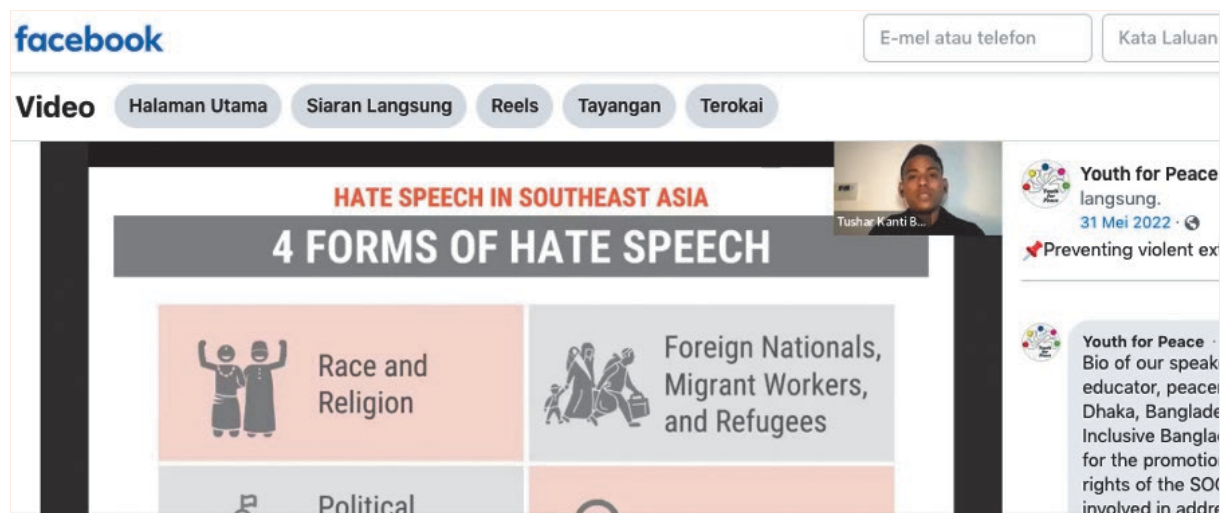 facebook
E-mel atau telefon
Kata Laluan
Video
Halaman Utama
Siaran Langsung
Reels
Tayangan
Terokai
HATE SPEECH IN SOUTHEAST ASIA
4 FORMS OF HATE SPEECH
Race and
Religion
Foreign Nationals,
Migrant Workers,
and Refugees
Political
Tushar Kanti B...
Youth for Peace
langsung.
31 Mei 2022 ·
📌Preventing violent ex
Youth for Peace ·
Bio of our speak
educator, peace
Dhaka, Banglade
Inclusive Bangla
for the promotio
rights of the SO
involved in addre